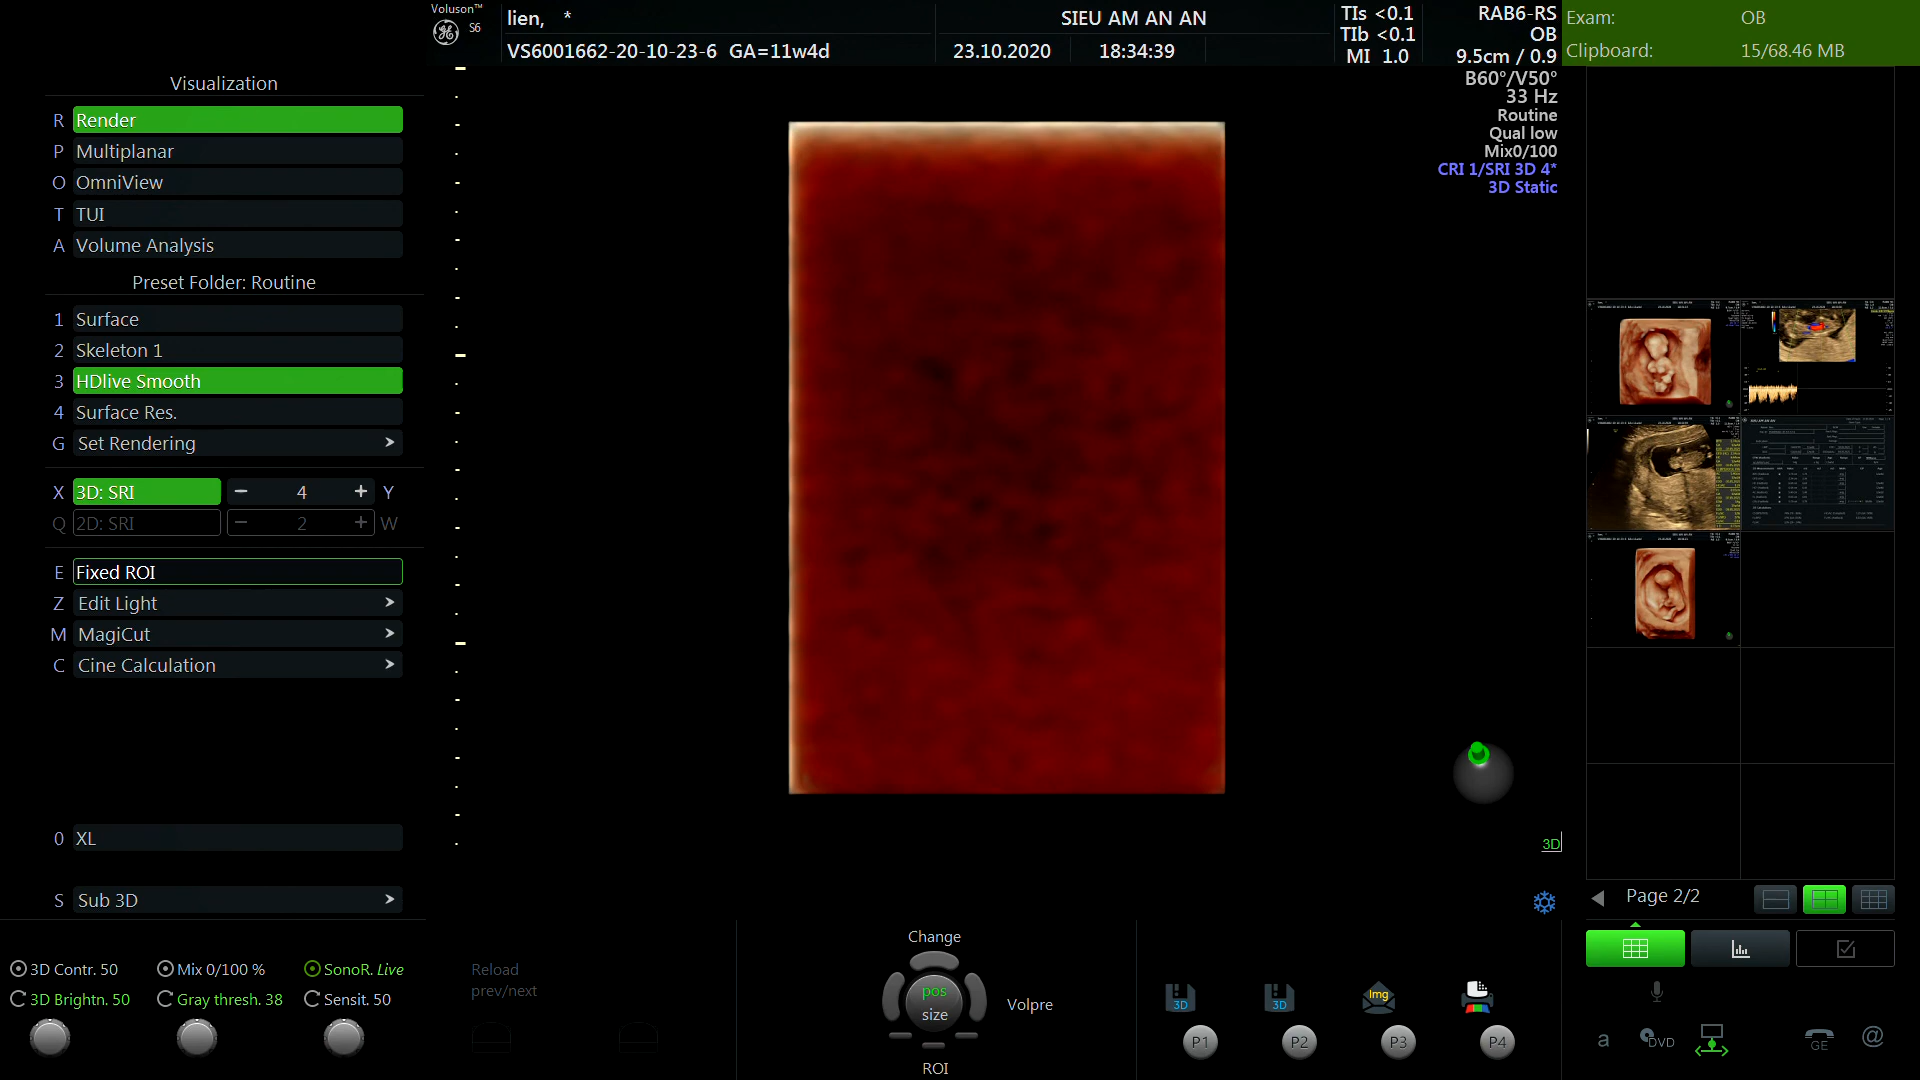 Voluson™
S6
lien, *
SIEU AM AN AN
VS6001662-20-10-23-6 GA=11w4d
23.10.2020
18:34:39
TIs <0.1
TIb <0.1
MI 1.0
RAB6-RS
OB
9.5cm / 0.9
B60°/V50°
33 Hz
Routine
Qual low
Mix0/100
CRI 1/SRI 3D 4*
3D Static
Exam: OB
Clipboard: 15/68.46 MB
Visualization
R Render
P Multiplanar
O OmniView
T TUI
A Volume Analysis
Preset Folder: Routine
1 Surface
2 Skeleton 1
3 HDlive Smooth
4 Surface Res.
G Set Rendering >
X 3D: SRI − 4 + Y
Q 2D: SRI − 2 + W
E Fixed ROI
Z Edit Light >
M MagiCut >
C Cine Calculation >
0 XL
S Sub 3D >
3D Contr. 50
Mix 0/100 %
SonoR. Live
3D Brightn. 50
Gray thresh. 38
Sensit. 50
Reload
prev/next
Change
pos
size
Volpre
ROI
3D
3D
3D
Img
P1
P2
P3
P4
Page 2/2
a
DVD
GE
@